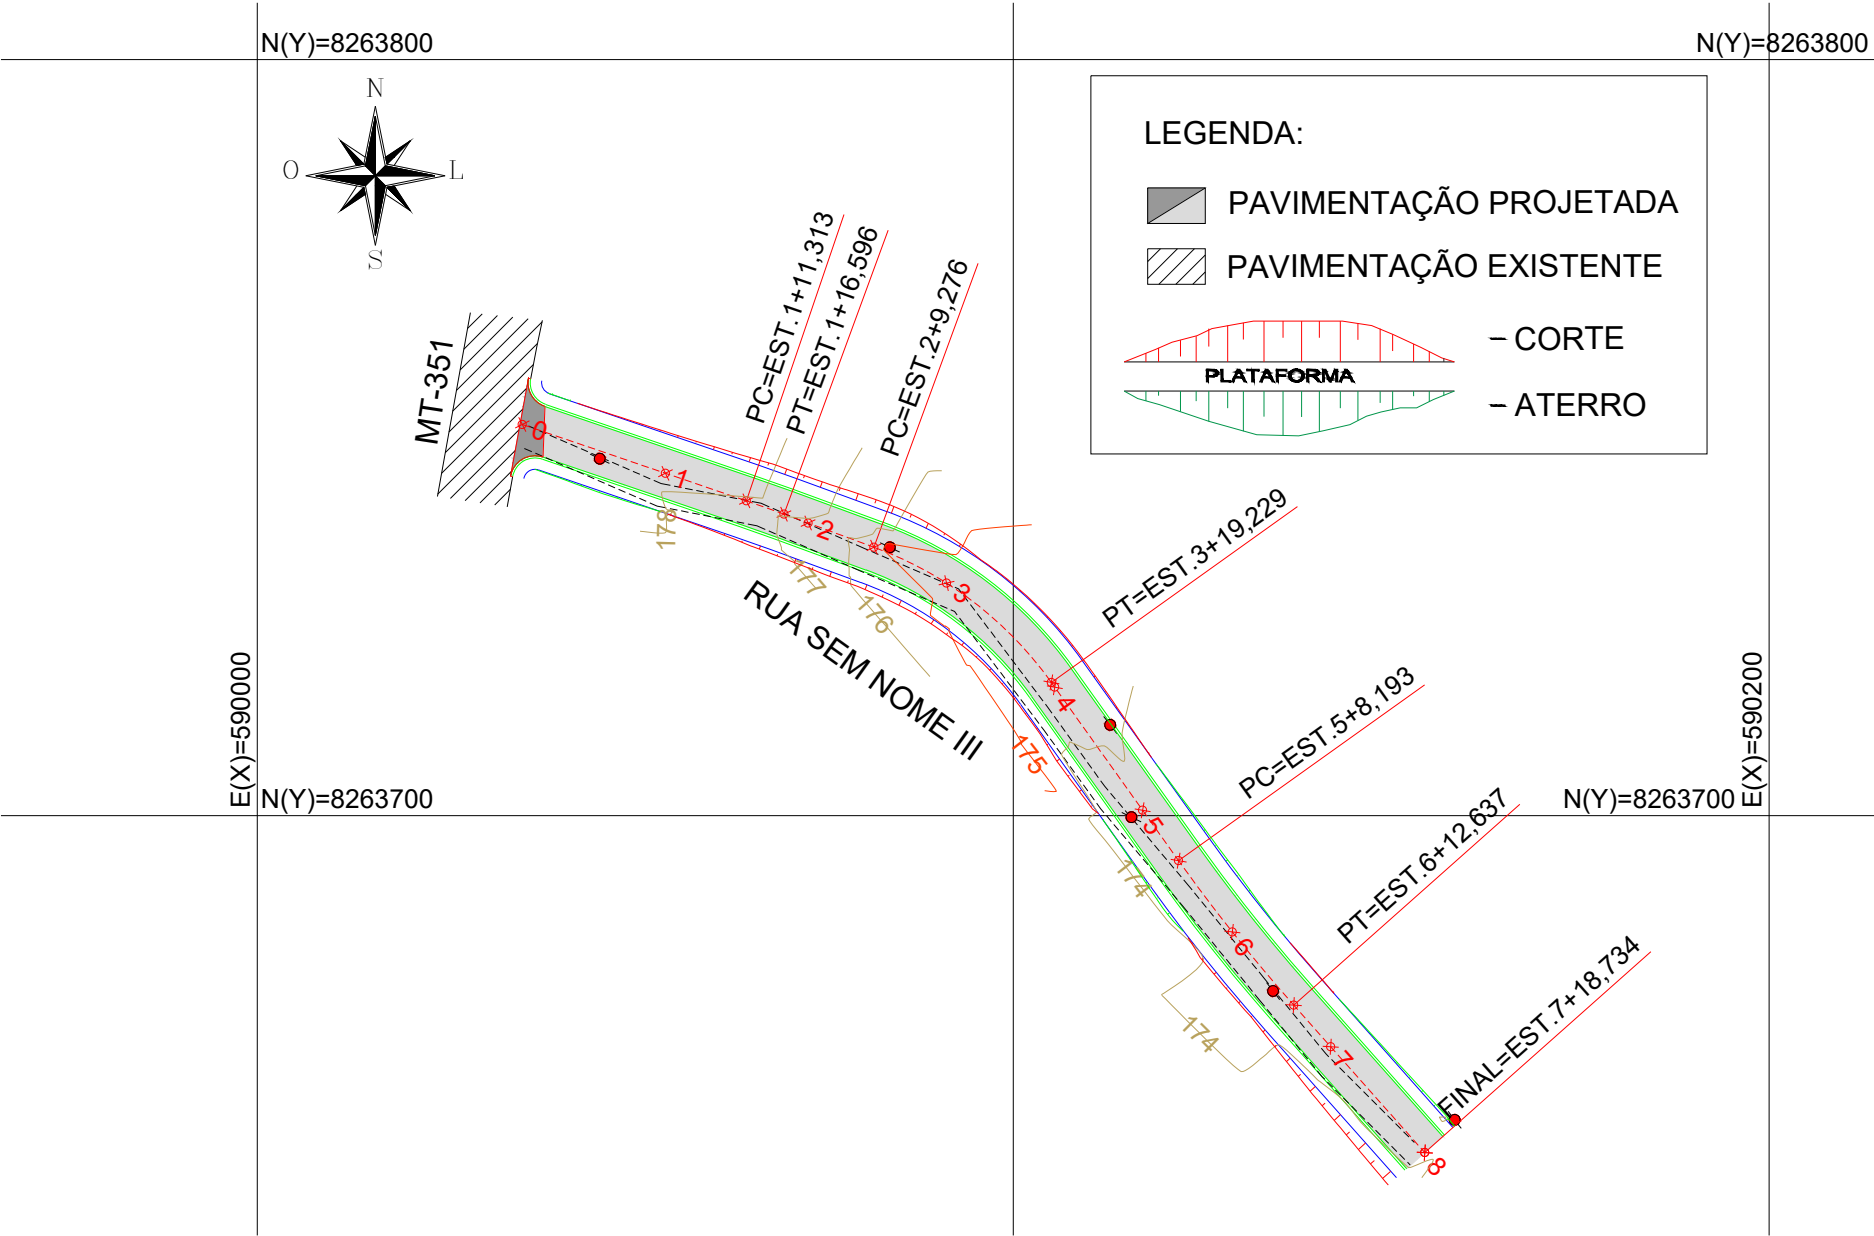 N(Y)=8263800
N(Y)=8263800
N
O
L
S
LEGENDA:
PAVIMENTAÇÃO PROJETADA
PAVIMENTAÇÃO EXISTENTE
– CORTE
PLATAFORMA
– ATERRO
MT-351
PC=EST.1+11,313
PT=EST.1+16,596
PC=EST.2+9,276
PT=EST.3+19,229
PC=EST.5+8,193
PT=EST.6+12,637
FINAL=EST.7+18,734
0
1
2
3
4
5
6
7
8
178
177
176
175
174
174
RUA SEM NOME III
E(X)=590000
N(Y)=8263700
N(Y)=8263700
E(X)=590200